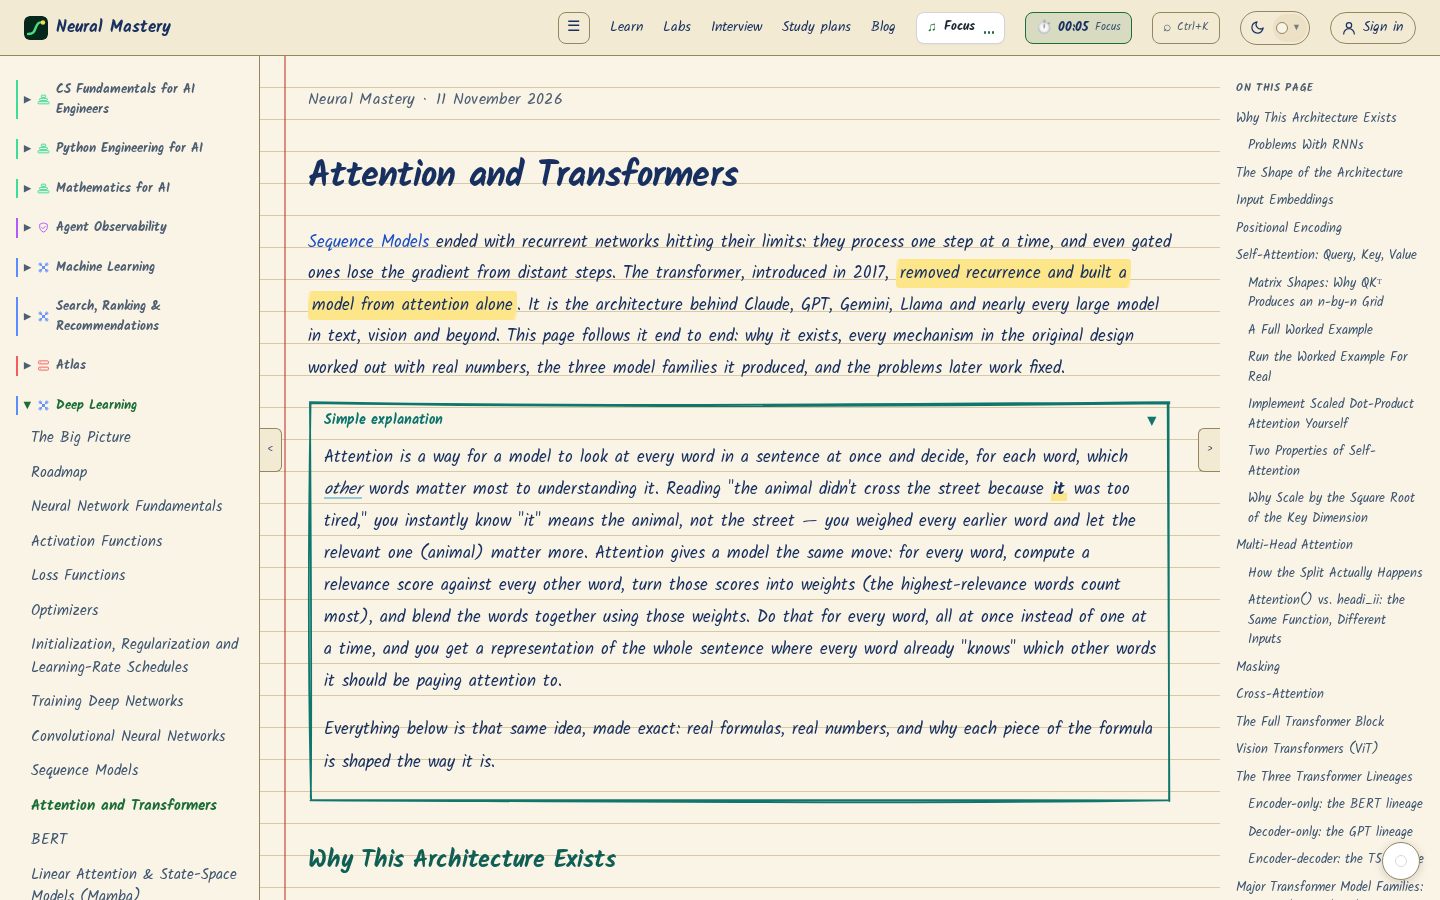 Neural Mastery
☰
Learn
Labs
Interview
Study plans
Blog
♫ Focus
00:05 Focus
Ctrl+K
Sign in
CS Fundamentals for AI
Engineers
Python Engineering for AI
Mathematics for AI
Agent Observability
Machine Learning
Search, Ranking &
Recommendations
Atlas
Deep Learning
The Big Picture
Roadmap
Neural Network Fundamentals
Activation Functions
Loss Functions
Optimizers
Initialization, Regularization and
Learning-Rate Schedules
Training Deep Networks
Convolutional Neural Networks
Sequence Models
Attention and Transformers
BERT
Linear Attention & State-Space
Models (Mamba)
Neural Mastery · 11 November 2026
Attention and Transformers
Sequence Models ended with recurrent networks hitting their limits: they process one step at a time, and even gated
ones lose the gradient from distant steps. The transformer, introduced in 2017, removed recurrence and built a
model from attention alone. It is the architecture behind Claude, GPT, Gemini, Llama and nearly every large model
in text, vision and beyond. This page follows it end to end: why it exists, every mechanism in the original design
worked out with real numbers, the three model families it produced, and the problems later work fixed.
Simple explanation
Attention is a way for a model to look at every word in a sentence at once and decide, for each word, which
other words matter most to understanding it. Reading "the animal didn't cross the street because it was too
tired," you instantly know "it" means the animal, not the street — you weighed every earlier word and let the
relevant one (animal) matter more. Attention gives a model the same move: for every word, compute a
relevance score against every other word, turn those scores into weights (the highest-relevance words count
most), and blend the words together using those weights. Do that for every word, all at once instead of one at
a time, and you get a representation of the whole sentence where every word already "knows" which other words
it should be paying attention to.
Everything below is that same idea, made exact: real formulas, real numbers, and why each piece of the formula
is shaped the way it is.
Why This Architecture Exists
<
>
ON THIS PAGE
Why This Architecture Exists
Problems With RNNs
The Shape of the Architecture
Input Embeddings
Positional Encoding
Self-Attention: Query, Key, Value
Matrix Shapes: Why QKᵀ
Produces an n-by-n Grid
A Full Worked Example
Run the Worked Example For
Real
Implement Scaled Dot-Product
Attention Yourself
Two Properties of Self-
Attention
Why Scale by the Square Root
of the Key Dimension
Multi-Head Attention
How the Split Actually Happens
Attention() vs. headi_ii: the
Same Function, Different
Inputs
Masking
Cross-Attention
The Full Transformer Block
Vision Transformers (ViT)
The Three Transformer Lineages
Encoder-only: the BERT lineage
Decoder-only: the GPT lineage
Encoder-decoder: the
Major Transformer Model Families: